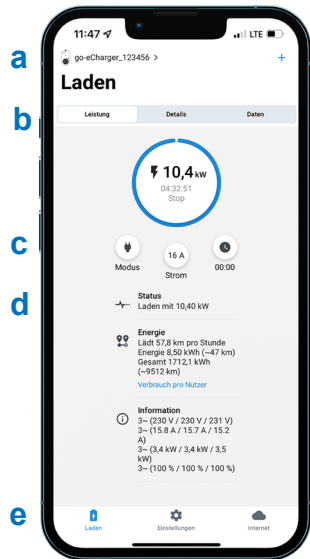 11:47 LTE
a go-eCharger_123456 > +
Laden
b Leistung Details Daten
10,4 kW
04:32:51
Stop
c
16 A
Modus Strom 00:00
d Status
Laden mit 10,40 kW
Energie
Lädt 57,8 km pro Stunde
Energie 8,50 kWh (~47 km)
Gesamt 1712,1 kWh
(~9512 km)
Verbrauch pro Nutzer
Information
3~ (230 V / 230 V / 231 V)
3~ (15.8 A / 15.7 A / 15.2
A)
3~ (3,4 kW / 3,4 kW / 3,5
kW)
3~ (100 % / 100 % / 100 %)
e Laden Einstellungen Internet